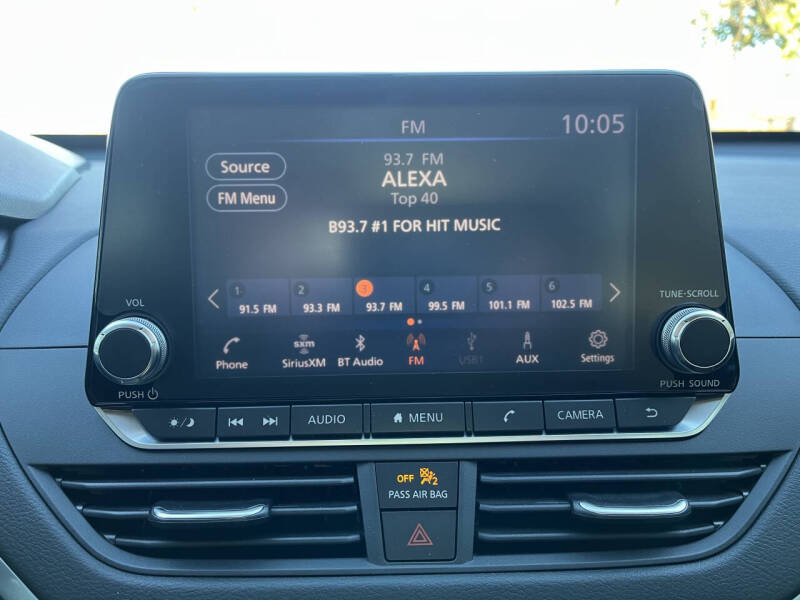 FM
10:05
Source
FM Menu
93.7 FM
ALEXA
Top 40
B93.7 #1 FOR HIT MUSIC
1 2 3 4 5 6
91.5 FM 93.3 FM 93.7 FM 99.5 FM 101.1 FM 102.5 FM
sxm
Phone SiriusXM BT Audio FM USB1 AUX Settings
VOL
PUSH
TUNE-SCROLL
PUSH SOUND
AUDIO MENU CAMERA
OFF 2
PASS AIR BAG